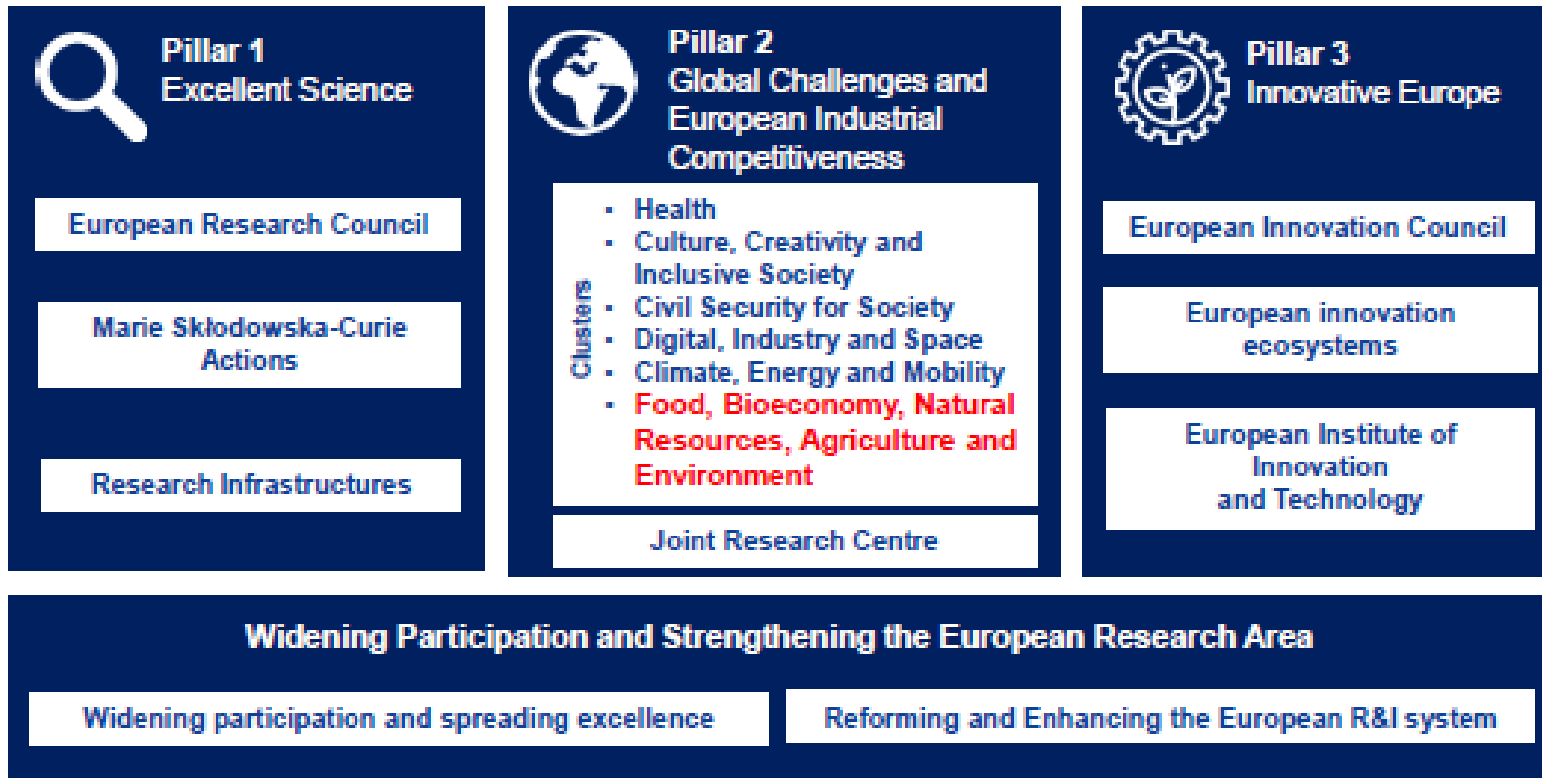 Pillar 1
Excellent Science
European Research Council
Marie Skłodowska-Curie
Actions
Research Infrastructures
Pillar 2
Global Challenges and
European Industrial
Competitiveness
Clusters
▪ Health
▪ Culture, Creativity and
Inclusive Society
▪ Civil Security for Society
▪ Digital, Industry and Space
▪ Climate, Energy and Mobility
▪ Food, Bioeconomy, Natural
Resources, Agriculture and
Environment
Joint Research Centre
Pillar 3
Innovative Europe
European Innovation Council
European innovation
ecosystems
European Institute of
Innovation
and Technology
Widening Participation and Strengthening the European Research Area
Widening participation and spreading excellence
Reforming and Enhancing the European R&I system